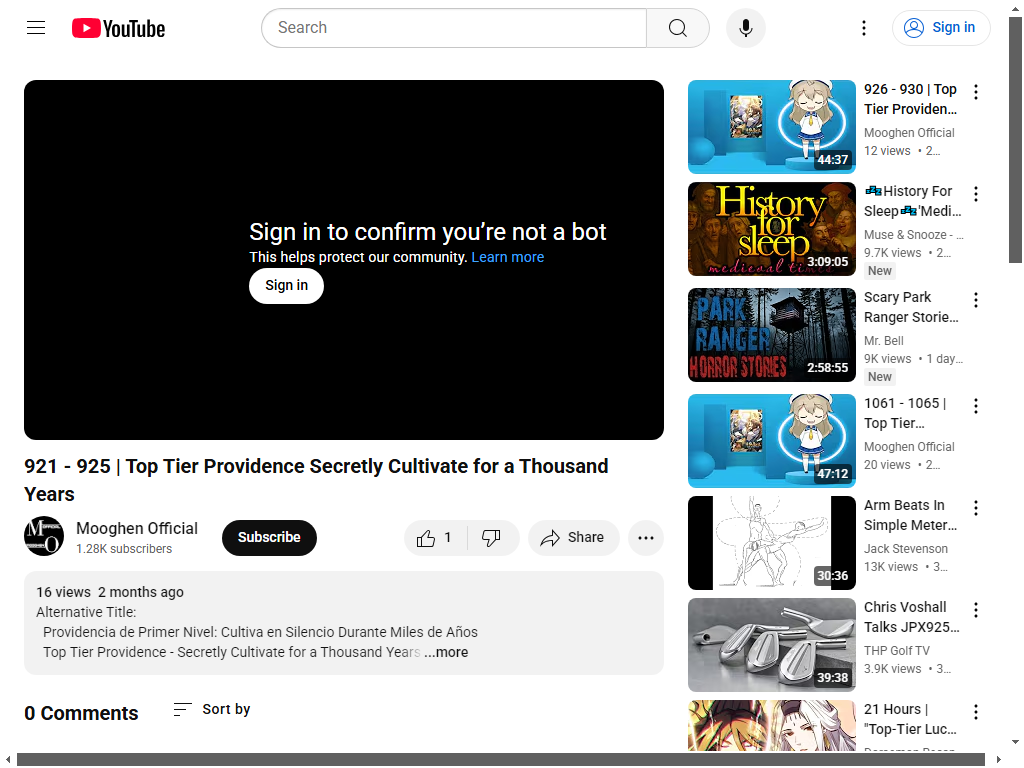 YouTube
Search
Sign in
Sign in to confirm you're not a bot
This helps protect our community. Learn more
Sign in
921 - 925 | Top Tier Providence Secretly Cultivate for a Thousand
Years
Mooghen Official
1.28K subscribers
Subscribe
1
Share
16 views 2 months ago
Alternative Title:
Providencia de Primer Nivel: Cultiva en Silencio Durante Miles de Años
Top Tier Providence - Secretly Cultivate for a Thousand Years ...more
0 Comments
Sort by
44:37
926 - 930 | Top
Tier Providen...
Mooghen Official
12 views • 2...
History
for
sleep
medieval times
3:09:05
💤History For
Sleep💤'Medi...
Muse & Snooze - ...
9.7K views • 2...
New
PARK
RANGER
HORROR STORIES
2:58:55
Scary Park
Ranger Storie...
Mr. Bell
9K views • 1 day...
New
47:12
1061 - 1065 |
Top Tier...
Mooghen Official
20 views • 2...
30:36
Arm Beats In
Simple Meter...
Jack Stevenson
13K views • 3...
39:38
Chris Voshall
Talks JPX925...
THP Golf TV
3.9K views • 3...
21 Hours |
"Top-Tier Luc...